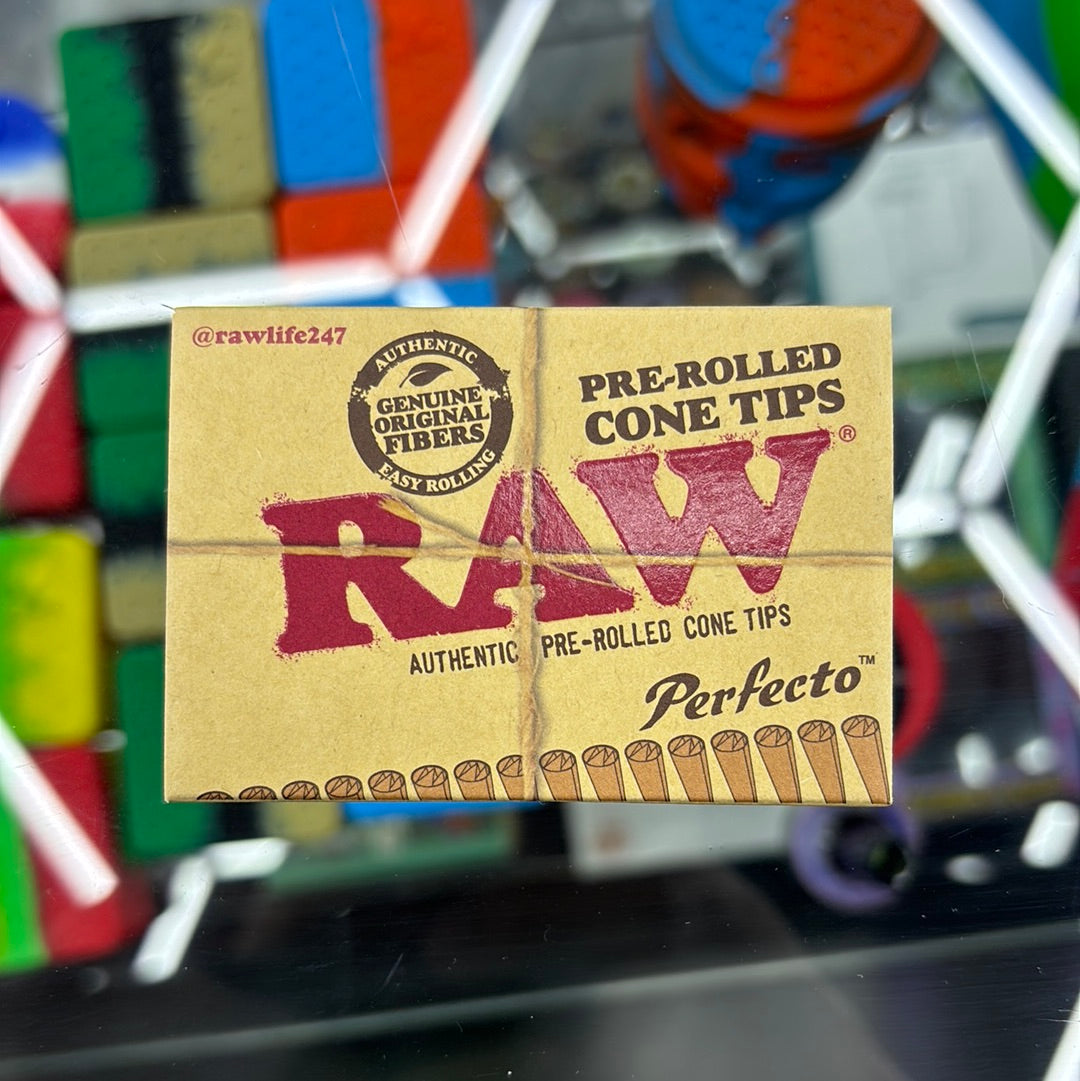 @rawlife247
AUTHENTIC
GENUINE
ORIGINAL
FIBERS
EASY ROLLING
PRE-ROLLED
CONE TIPS
RAW®
AUTHENTIC PRE-ROLLED CONE TIPS
Perfecto™